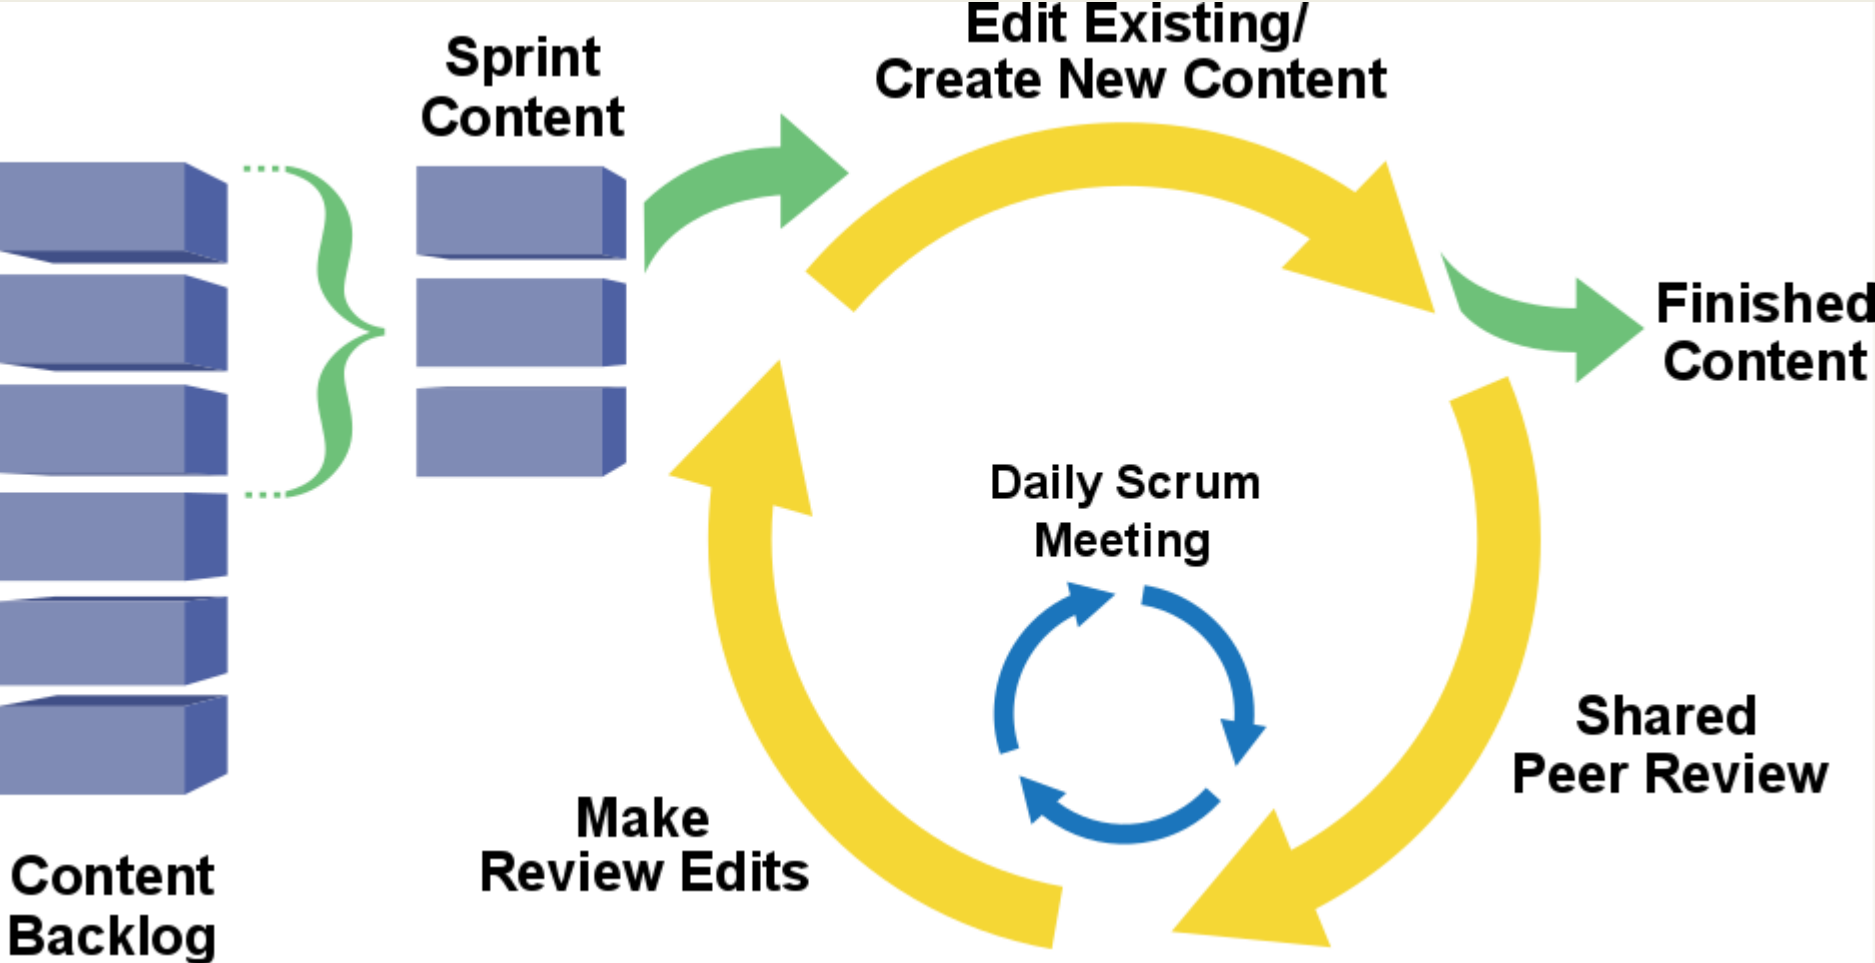 Sprint
Content
Edit Existing/
Create New Content
Finished
Content
Daily Scrum
Meeting
Shared
Peer Review
Make
Review Edits
Content
Backlog